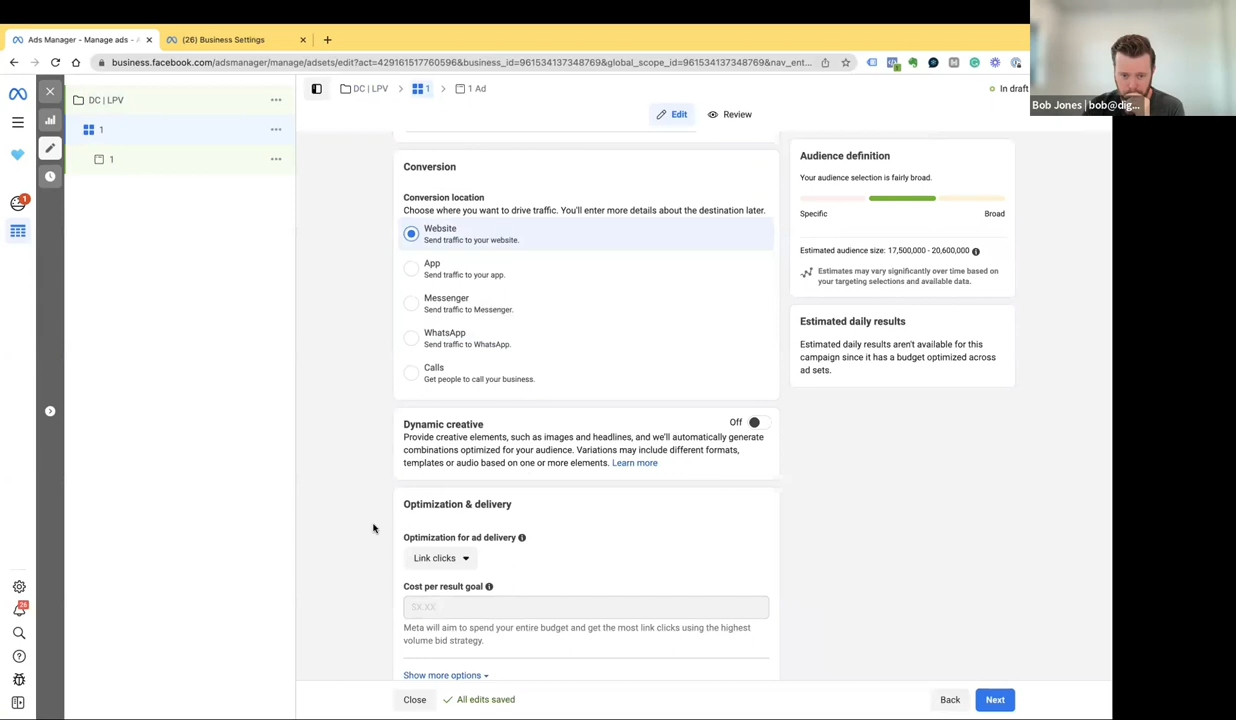 Ads Manager - Manage ads - A
(26) Business Settings
business.facebook.com/adsmanager/manage/adsets/edit?act=429161517760596&business_id=961534137348769&global_scope_id=961534137348769&nav_ent...
Bob Jones | bob@dig...
DC | LPV
1
1
DC | LPV
1
1 Ad
In draft
Edit
Review
Conversion
Conversion location
Choose where you want to drive traffic. You'll enter more details about the destination later.
Website
Send traffic to your website.
App
Send traffic to your app.
Messenger
Send traffic to Messenger.
WhatsApp
Send traffic to WhatsApp.
Calls
Get people to call your business.
Dynamic creative
Off
Provide creative elements, such as images and headlines, and we'll automatically generate
combinations optimized for your audience. Variations may include different formats,
templates or audio based on one or more elements. Learn more
Optimization & delivery
Optimization for ad delivery
Link clicks
Cost per result goal
$X.XX
Meta will aim to spend your entire budget and get the most link clicks using the highest
volume bid strategy.
Show more options
Close
All edits saved
Back
Next
Audience definition
Your audience selection is fairly broad.
Specific
Broad
Estimated audience size: 17,500,000 - 20,600,000
Estimates may vary significantly over time based on
your targeting selections and available data.
Estimated daily results
Estimated daily results aren't available for this
campaign since it has a budget optimized across
ad sets.
1
26